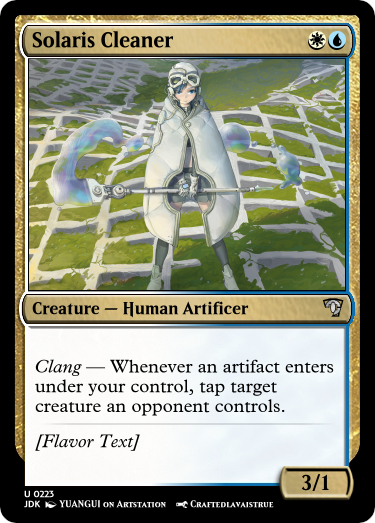 Solaris Cleaner
Creature — Human Artificer
Clang — Whenever an artifact enters
under your control, tap target
creature an opponent controls.
[Flavor Text]
3/1
U 0223
JDK YUANGUI on ArtStation CraftedLavaIsTrue